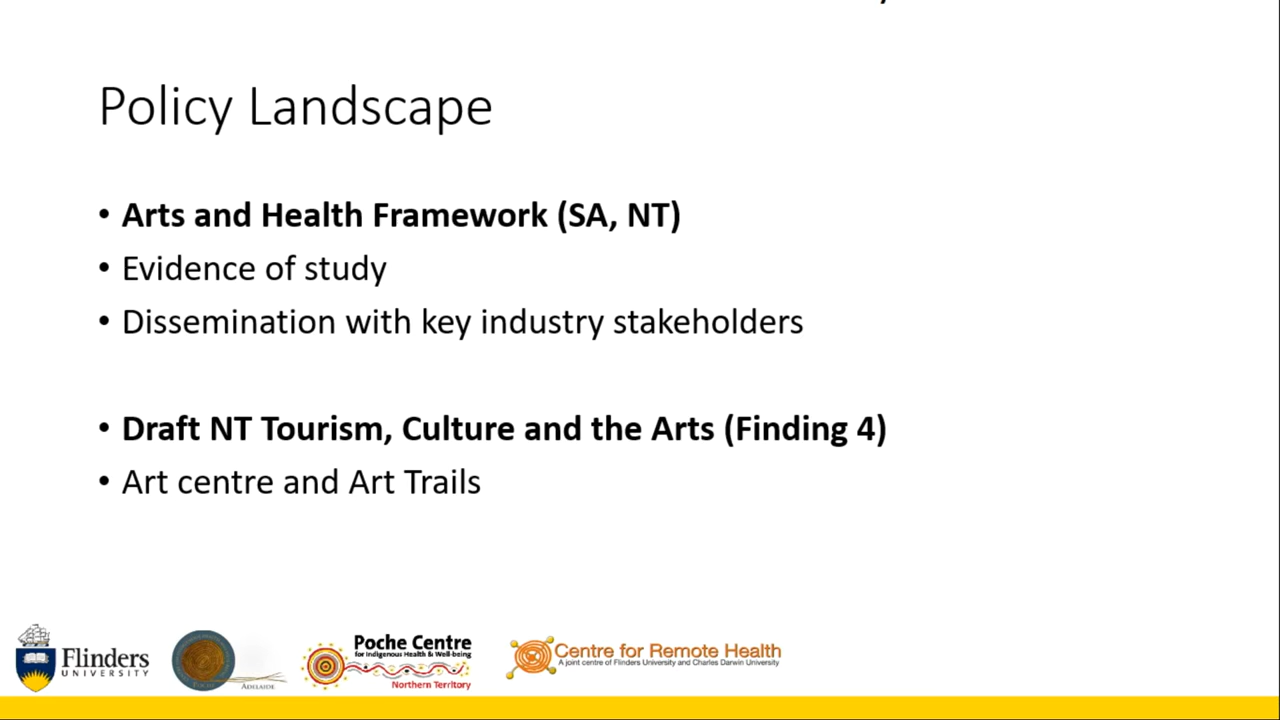 Policy Landscape
• Arts and Health Framework (SA, NT)
• Evidence of study
• Dissemination with key industry stakeholders
• Draft NT Tourism, Culture and the Arts (Finding 4)
• Art centre and Art Trails
Flinders
UNIVERSITY
ADELAIDE
Poche Centre
for Indigenous Health & Well-being
Northern Territory
Centre for Remote Health
A joint centre of Flinders University and Charles Darwin University